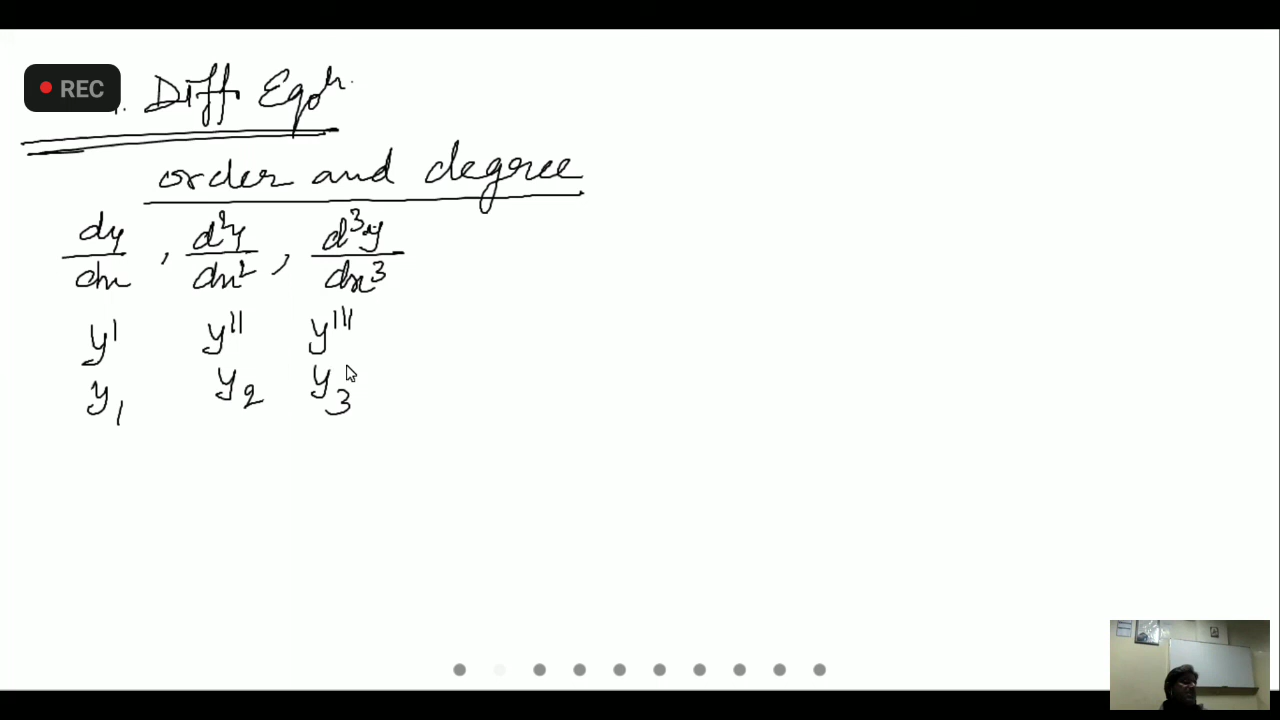 REC
Diff Eqn.
order and degree
dy/dx , d²y/dx² , d³y/dx³
y' y'' y'''
y₁ y₂ y₃